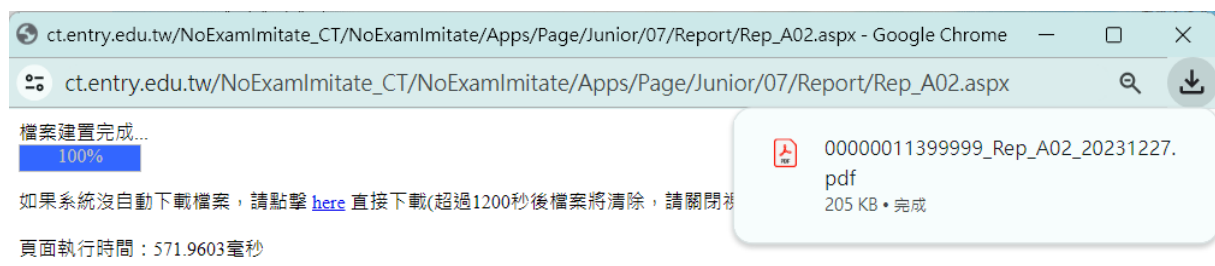 ct.entry.edu.tw/NoExamImitate_CT/NoExamImitate/Apps/Page/Junior/07/Report/Rep_A02.aspx - Google Chrome
ct.entry.edu.tw/NoExamImitate_CT/NoExamImitate/Apps/Page/Junior/07/Report/Rep_A02.aspx
檔案建置完成...
100%
00000011399999_Rep_A02_20231227.
pdf
205 KB • 完成
如果系統沒自動下載檔案，請點擊 here 直接下載(超過1200秒後檔案將清除，請關閉
頁面執行時間：571.9603毫秒